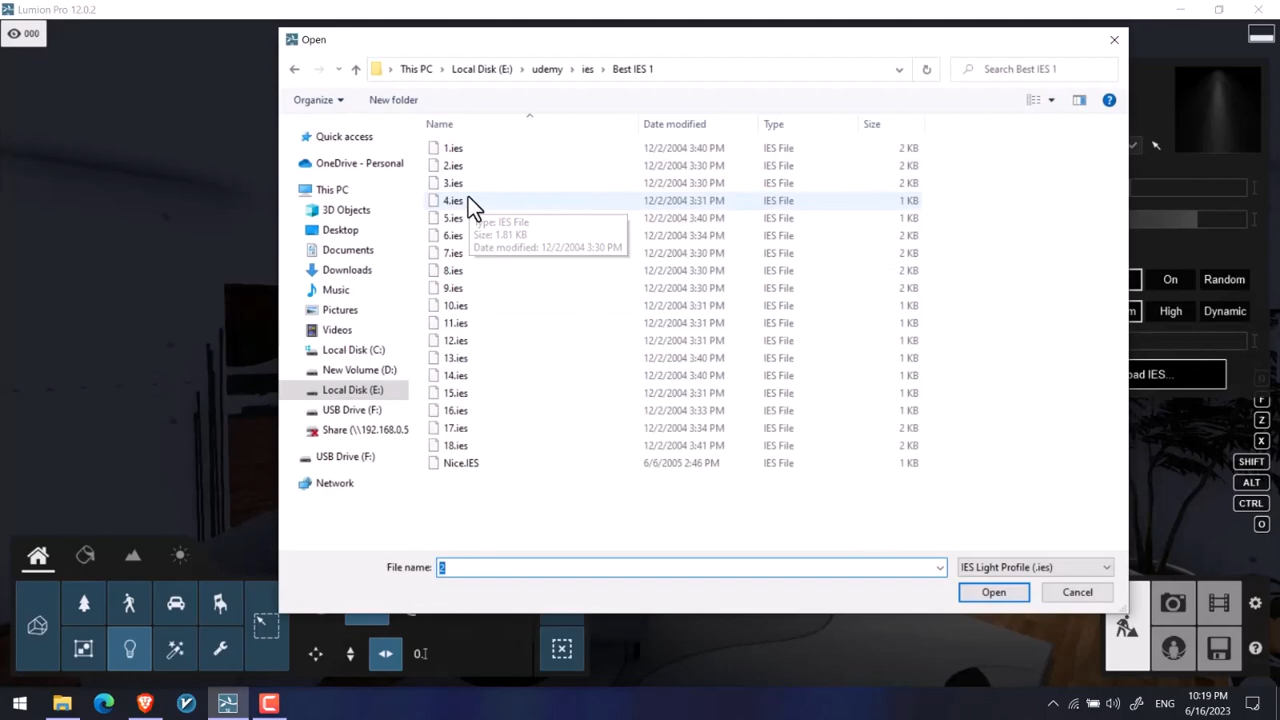 Lumion Pro 12.0.2
000
Open
This PC > Local Disk (E:) > udemy > ies > Best IES 1
Search Best IES 1
Organize
New folder
Name Date modified Type Size
Quick access
OneDrive - Personal
This PC
3D Objects
Desktop
Documents
Downloads
Music
Pictures
Videos
Local Disk (C:)
New Volume (D:)
Local Disk (E:)
USB Drive (F:)
Share (\\192.168.0.5
USB Drive (F:)
Network
1.ies 12/2/2004 3:40 PM IES File 2 KB
2.ies 12/2/2004 3:30 PM IES File 2 KB
3.ies 12/2/2004 3:30 PM IES File 2 KB
4.ies 12/2/2004 3:31 PM IES File 1 KB
5.ies 12/2/2004 3:40 PM IES File 2 KB
6.ies 12/2/2004 3:34 PM IES File 2 KB
7.ies 12/2/2004 3:30 PM IES File 2 KB
8.ies 12/2/2004 3:30 PM IES File 2 KB
9.ies 12/2/2004 3:30 PM IES File 2 KB
10.ies 12/2/2004 3:31 PM IES File 1 KB
11.ies 12/2/2004 3:31 PM IES File 1 KB
12.ies 12/2/2004 3:31 PM IES File 1 KB
13.ies 12/2/2004 3:40 PM IES File 1 KB
14.ies 12/2/2004 3:31 PM IES File 1 KB
15.ies 12/2/2004 3:31 PM IES File 1 KB
16.ies 12/2/2004 3:33 PM IES File 1 KB
17.ies 12/2/2004 3:34 PM IES File 2 KB
18.ies 12/2/2004 3:41 PM IES File 2 KB
Nice.IES 6/6/2005 2:46 PM IES File 1 KB
Type: IES File
Size: 1.81 KB
Date modified: 12/2/2004 3:30 PM
File name: 2
IES Light Profile (.ies)
Open
Cancel
On Random
High Dynamic
oad IES...
F
Z
X
SHIFT
ALT
CTRL
O
0.
ENG
10:19 PM
6/16/2023